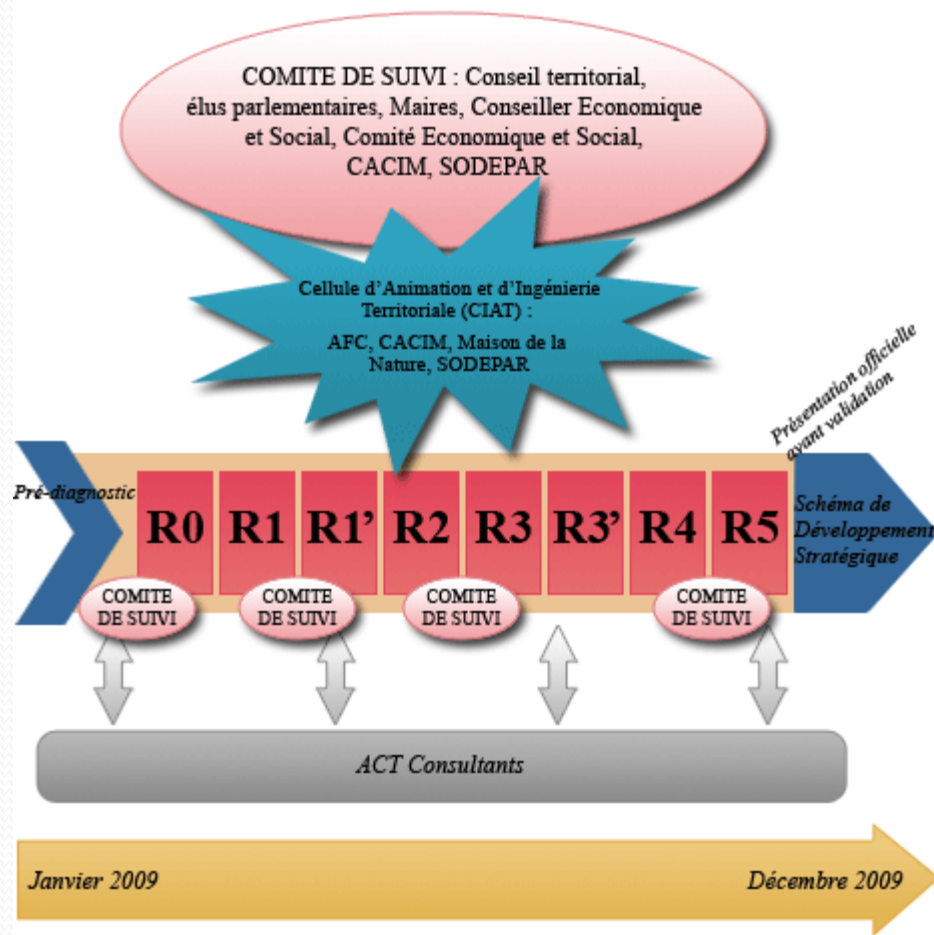 COMITE DE SUIVI : Conseil territorial,
élus parlementaires, Maires, Conseiller Economique
et Social, Comité Economique et Social,
CACIM, SODEPAR
Cellule d'Animation et d'Ingénierie
Territoriale (CIAT) :
AFC, CACIM, Maison de la
Nature, SODEPAR
Présentation officielle
avant validation
Pré-diagnostic
R0 R1 R1' R2 R3 R3' R4 R5
Schéma de
Développement
Stratégique
COMITE
DE SUIVI
COMITE
DE SUIVI
COMITE
DE SUIVI
COMITE
DE SUIVI
ACT Consultants
Janvier 2009
Décembre 2009